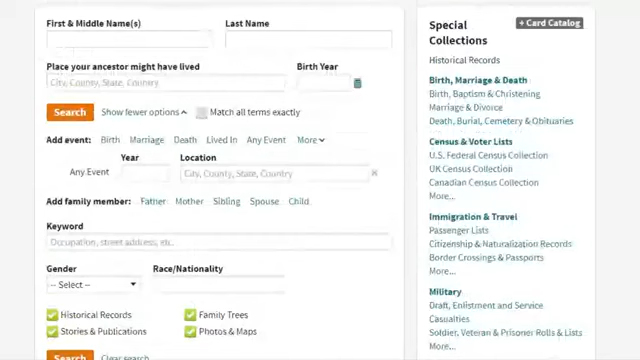 First & Middle Name(s) Last Name
Place your ancestor might have lived Birth Year
City, County, State, Country
Search Show fewer options Match all terms exactly
Add event: Birth Marriage Death Lived In Any Event More
Year Location
Any Event City, County, State, Country
Add family member: Father Mother Sibling Spouse Child
Keyword
Occupation, street address, etc.
Gender Race/Nationality
-- Select --
Historical Records Family Trees
Stories & Publications Photos & Maps
Search Clear search
Special Collections
+ Card Catalog
Historical Records
Birth, Marriage & Death
Birth, Baptism & Christening
Marriage & Divorce
Death, Burial, Cemetery & Obituaries
Census & Voter Lists
U.S. Federal Census Collection
UK Census Collection
Canadian Census Collection
More...
Immigration & Travel
Passenger Lists
Citizenship & Naturalization Records
Border Crossings & Passports
More...
Military
Draft, Enlistment and Service
Casualties
Soldier, Veteran & Prisoner Rolls & Lists
More...